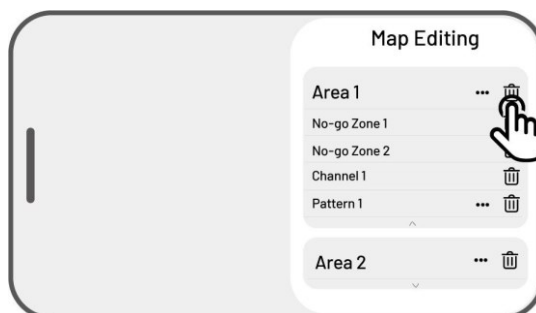 Map Editing
Area 1
No-go Zone 1
No-go Zone 2
Channel 1
Pattern 1
Area 2